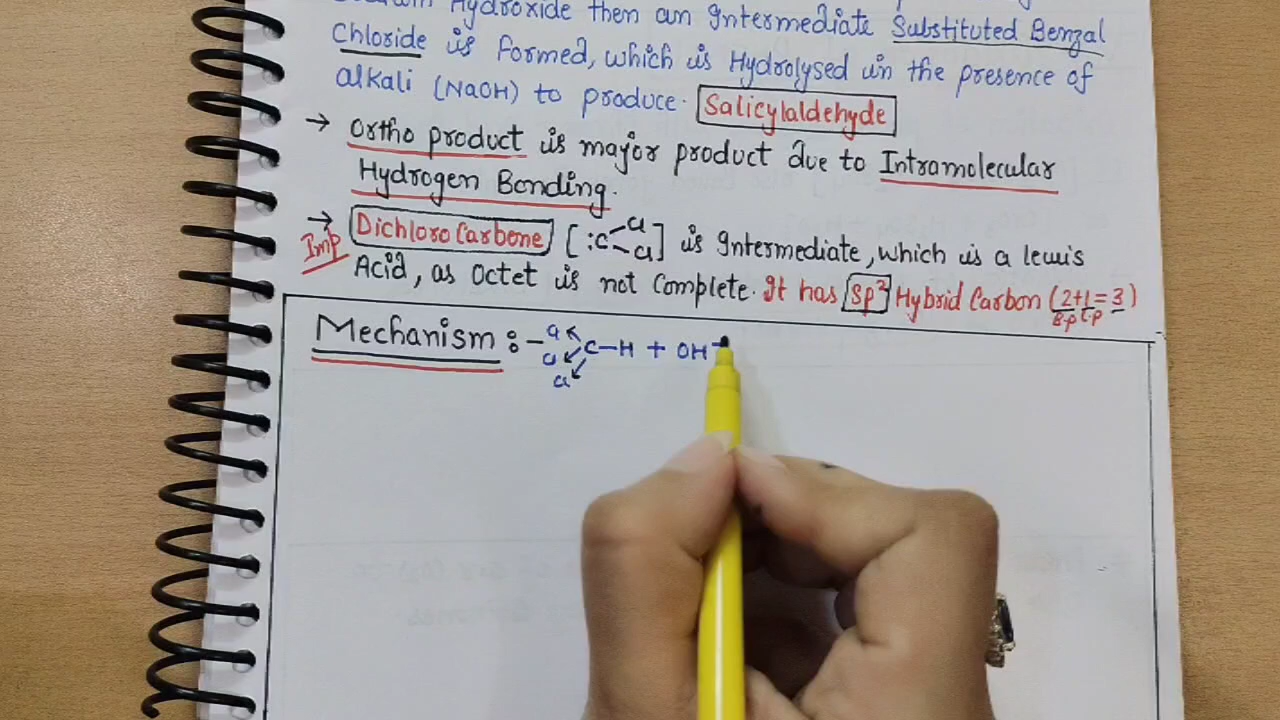 Hydroxide then an Intermediate Substituted Benzal
Chloride is formed, which is Hydrolysed in the presence of
alkali (NaOH) to produce. Salicylaldehyde
→ Ortho product is major product due to Intramolecular
Hydrogen Bonding.
→ Dichloro Carbene [:C Cl Cl] is Intermediate, which is a lewis
Imp
Acid, as Octet is not Complete. It has sp² Hybrid Carbon (2+1=3)
B.p L.p
Mechanism :- Cl Cl Cl C-H + OH-